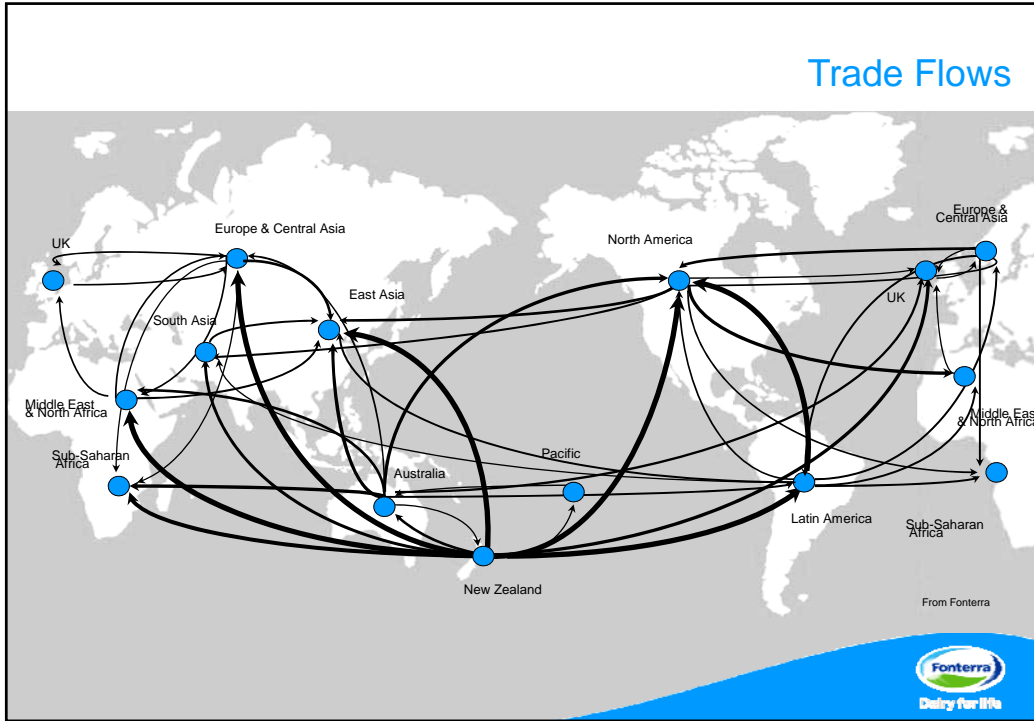 Trade Flows
Europe &
Central Asia
Europe & Central Asia
North America
UK
East Asia
UK
South Asia
Middle East
& North Africa
Middle East
& North Africa
Sub-Saharan
Africa
Pacific
Australia
Latin America
Sub-Saharan
Africa
New Zealand
From Fonterra
Fonterra
Dairy for life